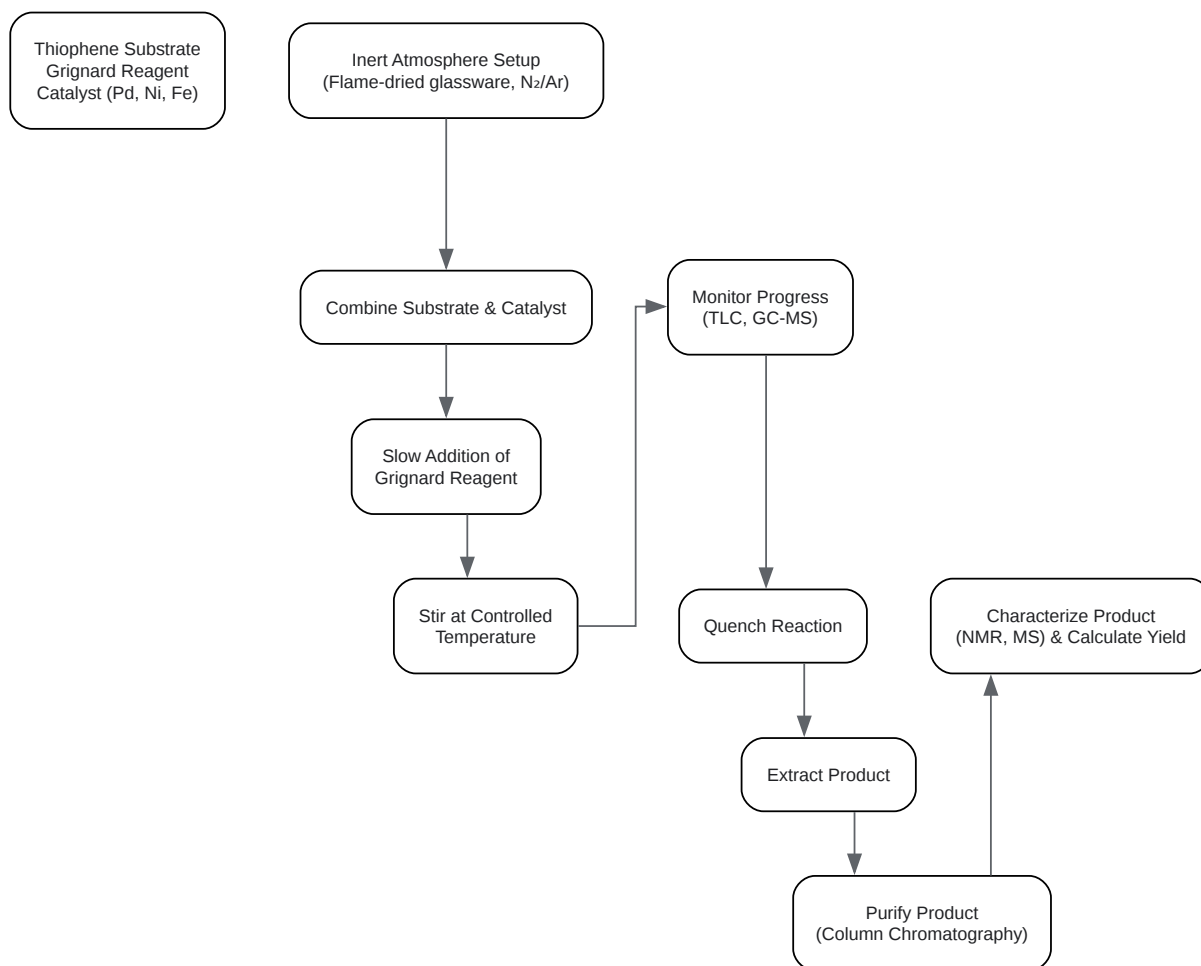 Thiophene Substrate
Grignard Reagent
Catalyst (Pd, Ni, Fe)
Inert Atmosphere Setup
(Flame-dried glassware, N₂/Ar)
Combine Substrate & Catalyst
Slow Addition of
Grignard Reagent
Stir at Controlled
Temperature
Monitor Progress
(TLC, GC-MS)
Quench Reaction
Extract Product
Purify Product
(Column Chromatography)
Characterize Product
(NMR, MS) & Calculate Yield